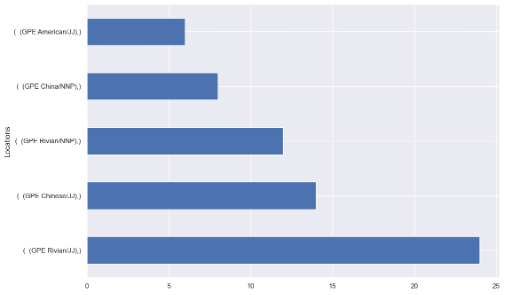 ( (GPE American/JJ),)
( (GPE China/NNP),)
( (GPE Rivian/NNP),)
( (GPE Chinese/JJ),)
( (GPE Rivian/JJ),)
Locations
0 5 10 15 20 25